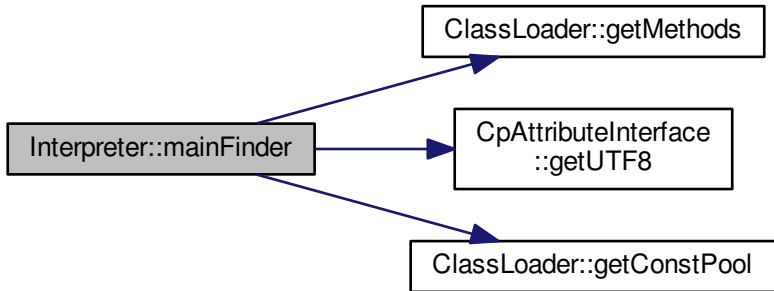 ClassLoader::getMethods
Interpreter::mainFinder
CpAttributeInterface
::getUTF8
ClassLoader::getConstPool